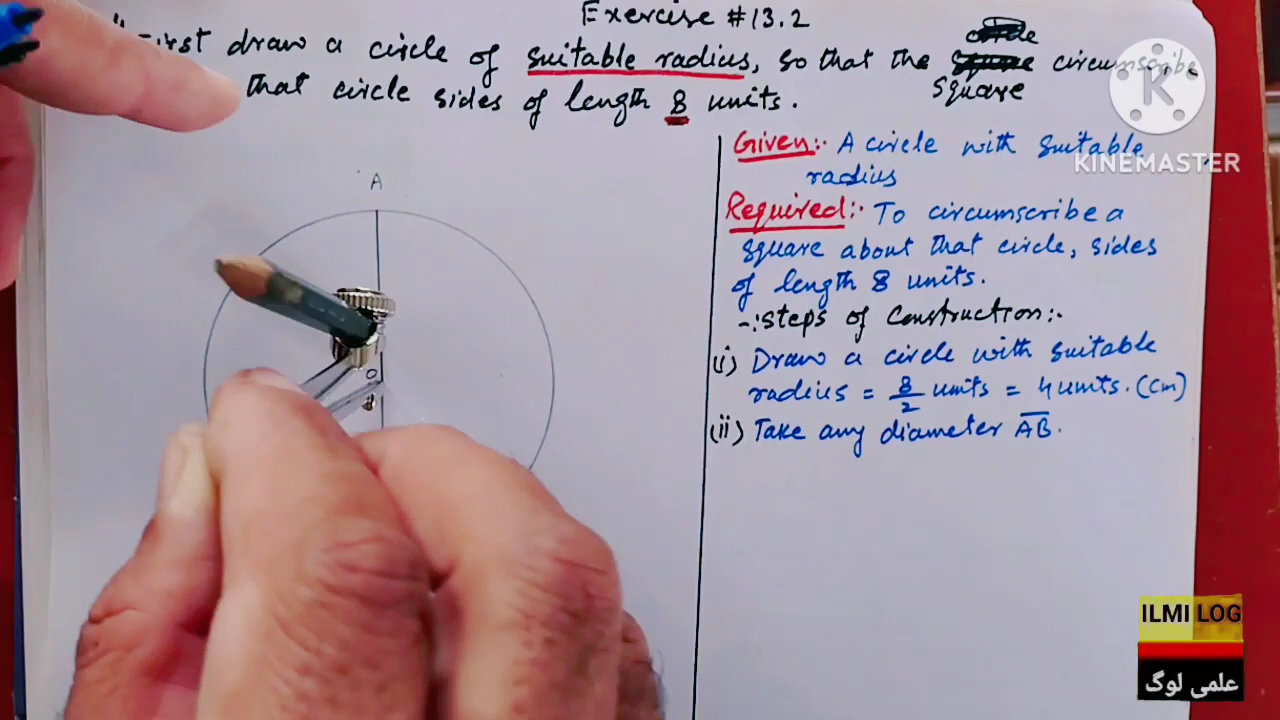 Exercise #13.2
First draw a circle of suitable radius, so that the circumscribe
square
that circle sides of length 8 units.
Given:- A circle with suitable
radius
Required:- To circumscribe a
square about that circle, sides
of length 8 units.
-:Steps of Construction:-
(i) Draw a circle with suitable
radius = 8/2 units = 4 units. (cm)
(ii) Take any diameter A̅B̅.
A
O
K
KINEMASTER
ILMI LOG
علمی لوگ